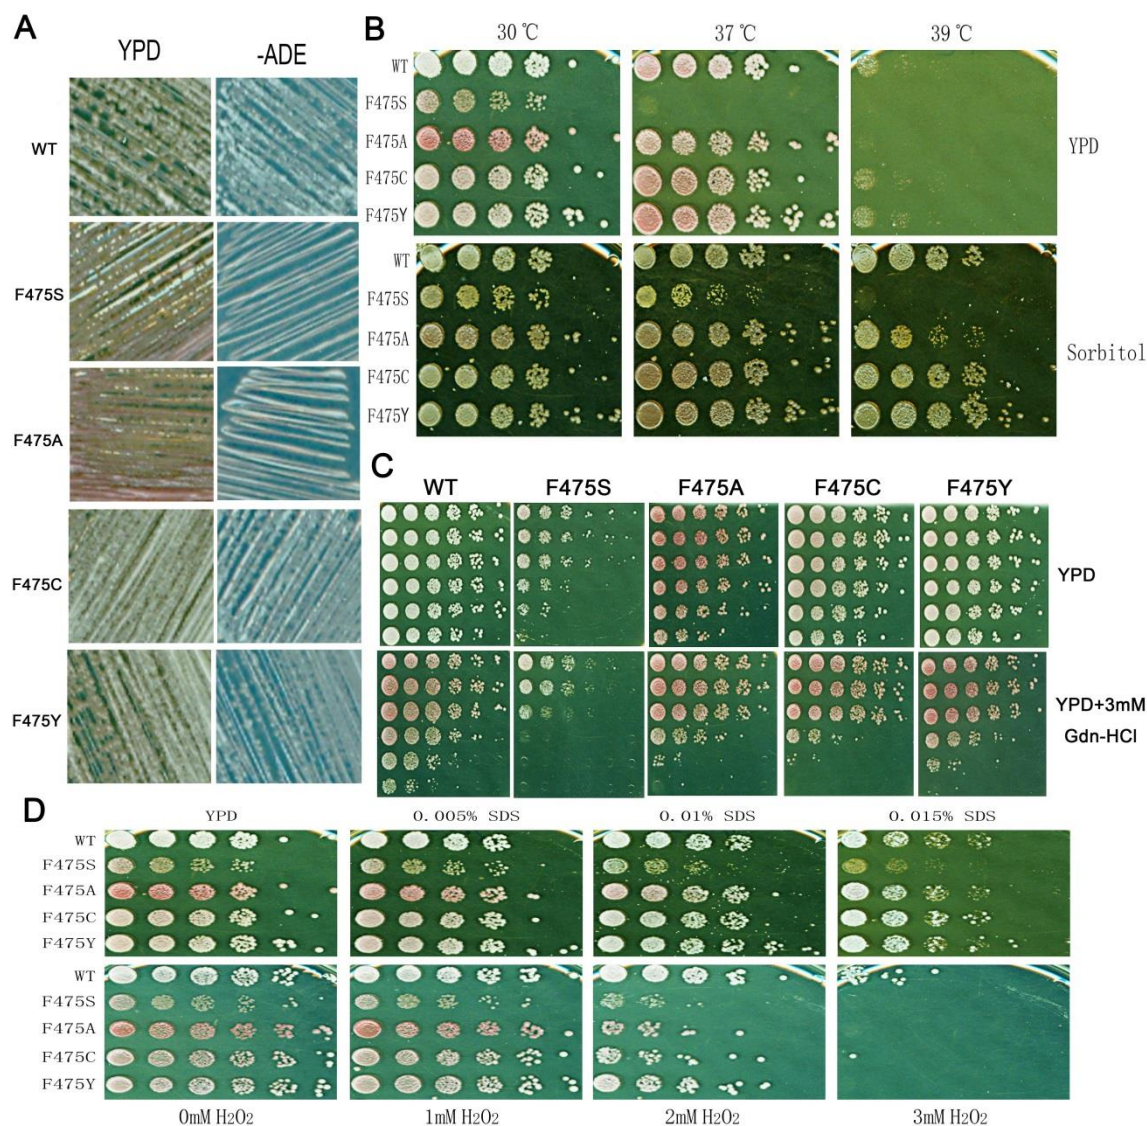 A
YPD
-ADE
WT
F475S
F475A
F475C
F475Y
B
30℃
37℃
39℃
WT
F475S
F475A
F475C
F475Y
YPD
WT
F475S
F475A
F475C
F475Y
Sorbitol
C
WT
F475S
F475A
F475C
F475Y
YPD
YPD+3mM
Gdn-HCl
D
YPD
0.005% SDS
0.01% SDS
0.015% SDS
WT
F475S
F475A
F475C
F475Y
WT
F475S
F475A
F475C
F475Y
0mM H2O2
1mM H2O2
2mM H2O2
3mM H2O2